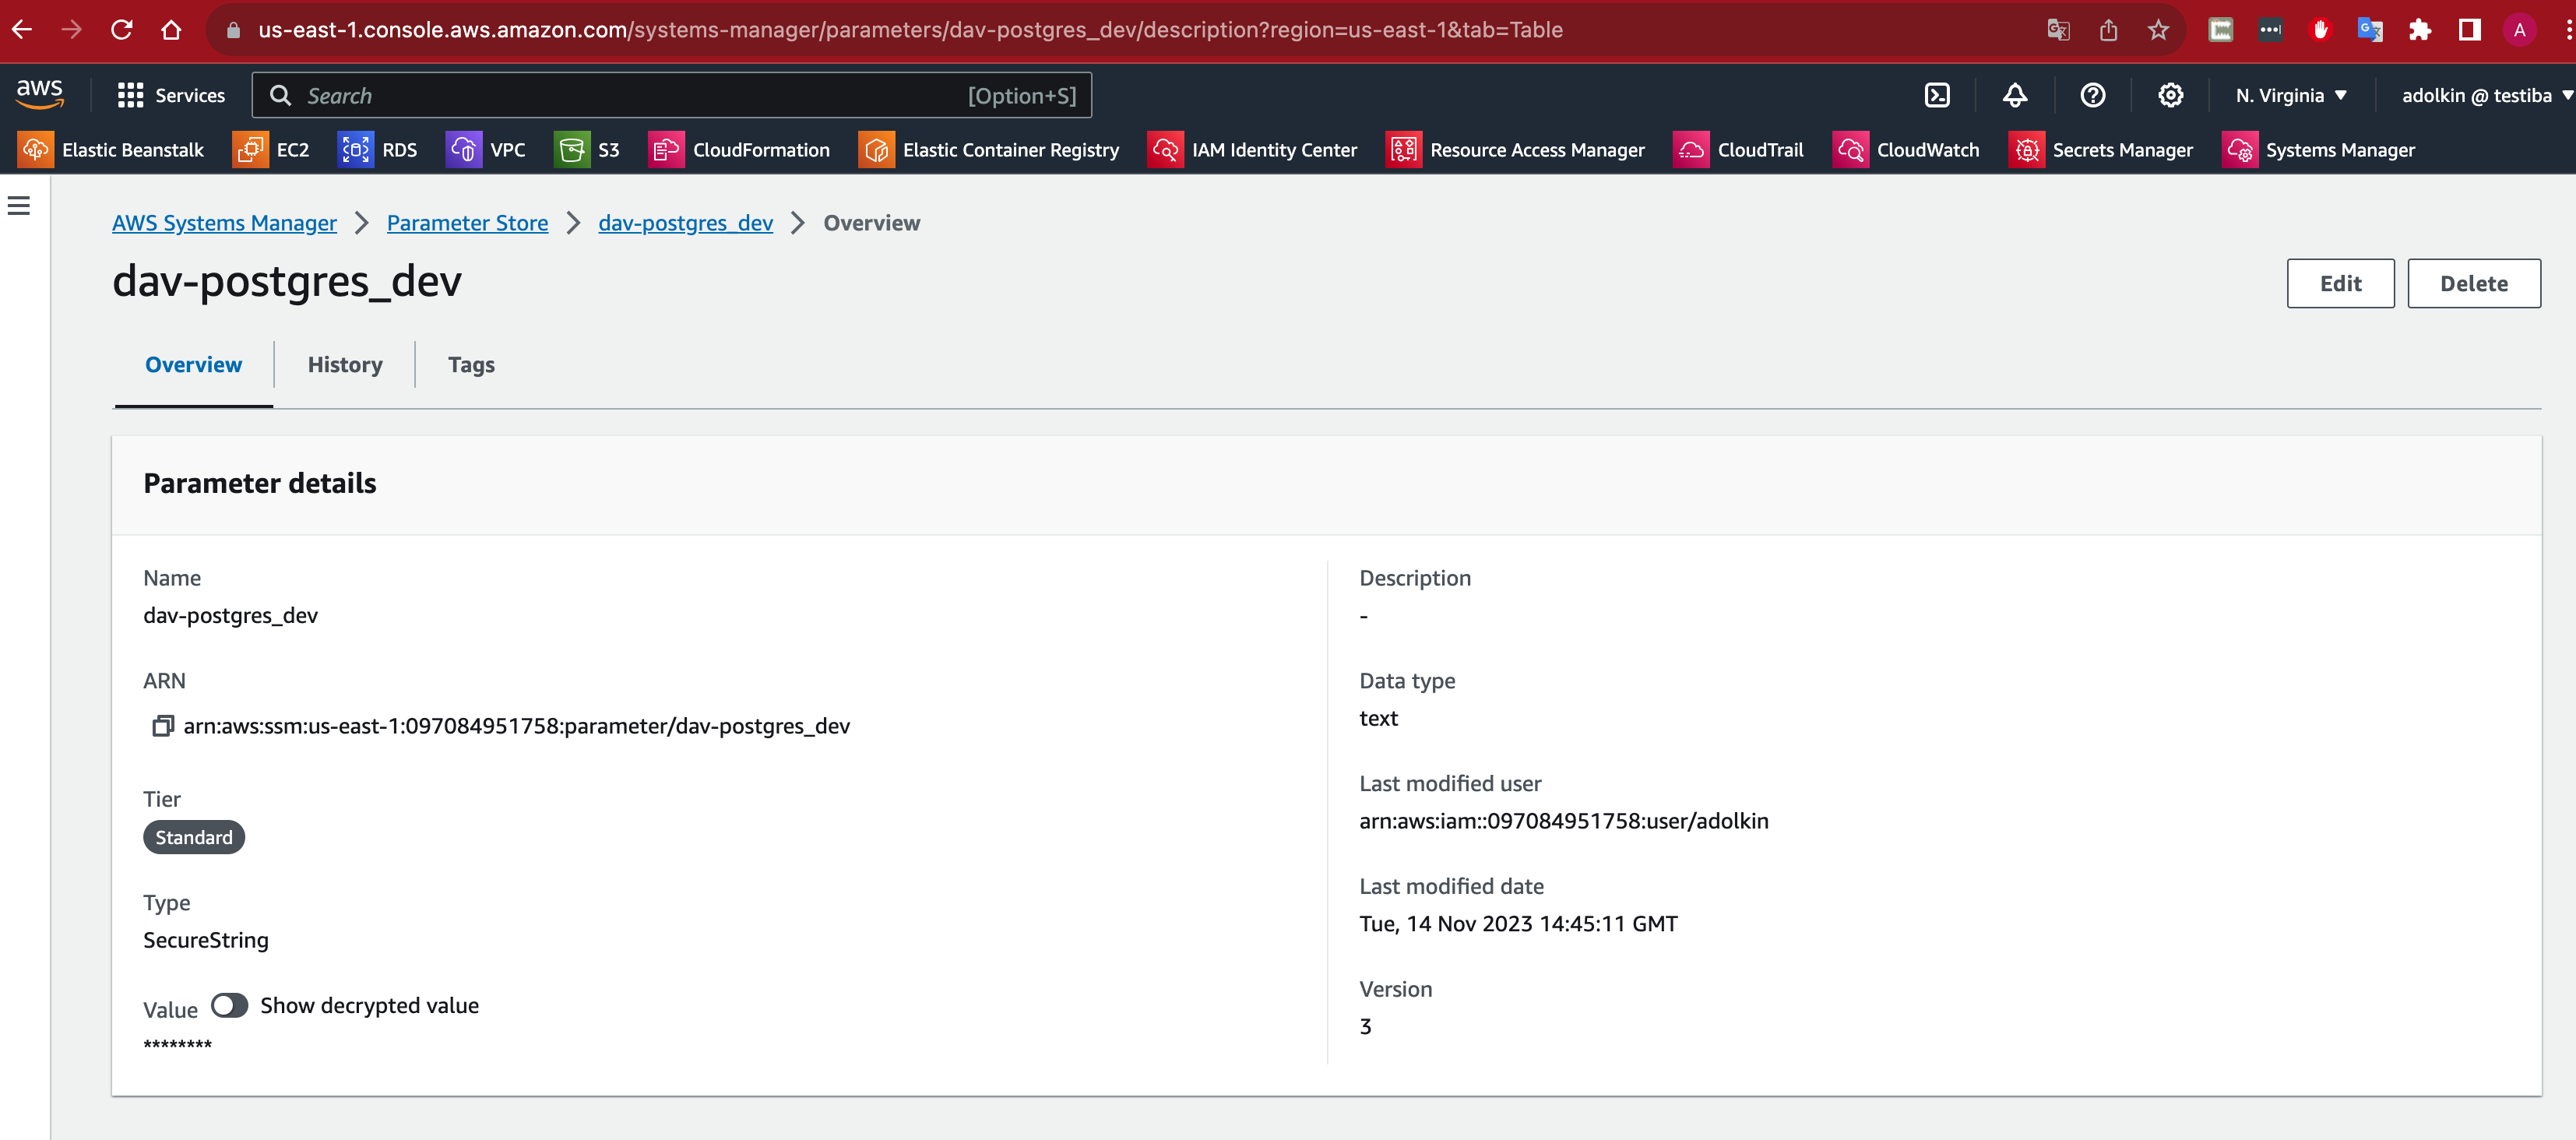 us-east-1.console.aws.amazon.com/systems-manager/parameters/dav-postgres_dev/description?region=us-east-1&tab=Table
A
aws
Services
Search
[Option+S]
N. Virginia
adolkin @ testiba
Elastic Beanstalk
EC2
RDS
VPC
S3
CloudFormation
Elastic Container Registry
IAM Identity Center
Resource Access Manager
CloudTrail
CloudWatch
Secrets Manager
Systems Manager
AWS Systems Manager > Parameter Store > dav-postgres_dev > Overview
dav-postgres_dev
Edit
Delete
Overview
History
Tags
Parameter details
Name
dav-postgres_dev
ARN
arn:aws:ssm:us-east-1:097084951758:parameter/dav-postgres_dev
Tier
Standard
Type
SecureString
Value
Show decrypted value
********
Description
-
Data type
text
Last modified user
arn:aws:iam::097084951758:user/adolkin
Last modified date
Tue, 14 Nov 2023 14:45:11 GMT
Version
3